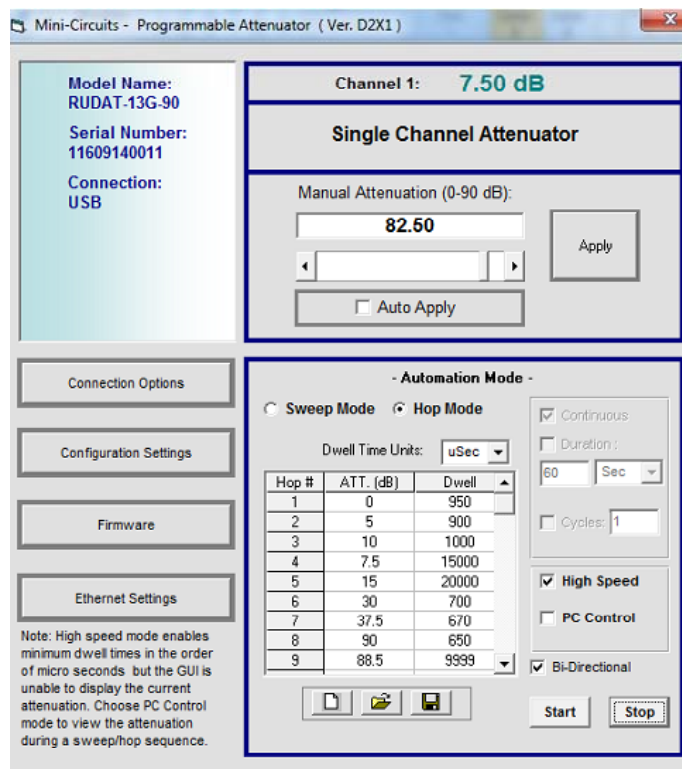 Mini-Circuits - Programmable Attenuator ( Ver. D2X1 )
Model Name:
RUDAT-13G-90
Serial Number:
11609140011
Connection:
USB
Channel 1: 7.50 dB
Single Channel Attenuator
Manual Attenuation (0-90 dB):
82.50
Apply
Auto Apply
Connection Options
Configuration Settings
Firmware
Ethernet Settings
Note: High speed mode enables
minimum dwell times in the order
of micro seconds but the GUI is
unable to display the current
attenuation. Choose PC Control
mode to view the attenuation
during a sweep/hop sequence.
- Automation Mode -
Sweep Mode Hop Mode
Dwell Time Units: uSec
Hop # ATT. (dB) Dwell
1 0 950
2 5 900
3 10 1000
4 7.5 15000
5 15 20000
6 30 700
7 37.5 670
8 90 650
9 88.5 9999
Continuous
Duration :
60 Sec
Cycles: 1
High Speed
PC Control
Bi-Directional
Start Stop